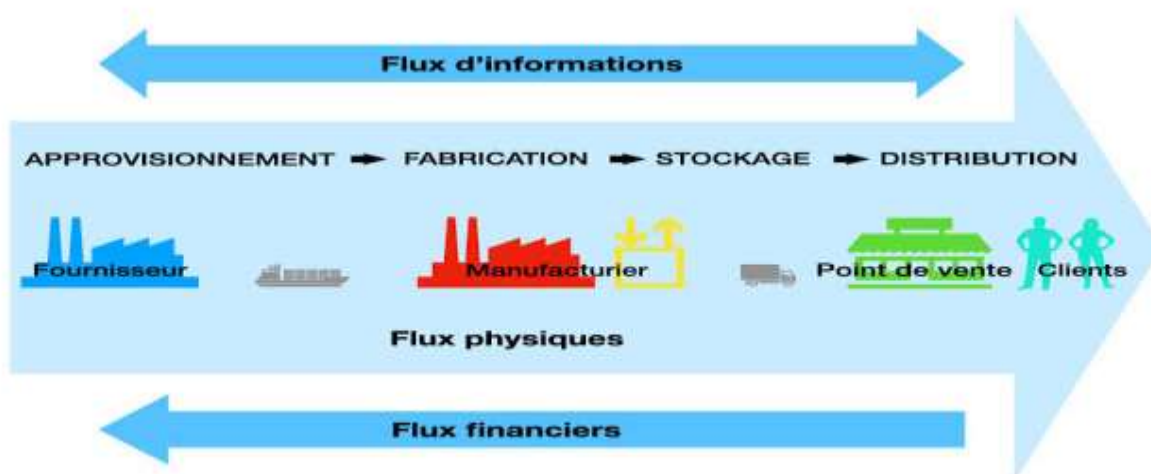 Flux d'informations
APPROVISIONNEMENT → FABRICATION → STOCKAGE → DISTRIBUTION
Fournisseur Manufacturier Point de vente Clients
Flux physiques
Flux financiers